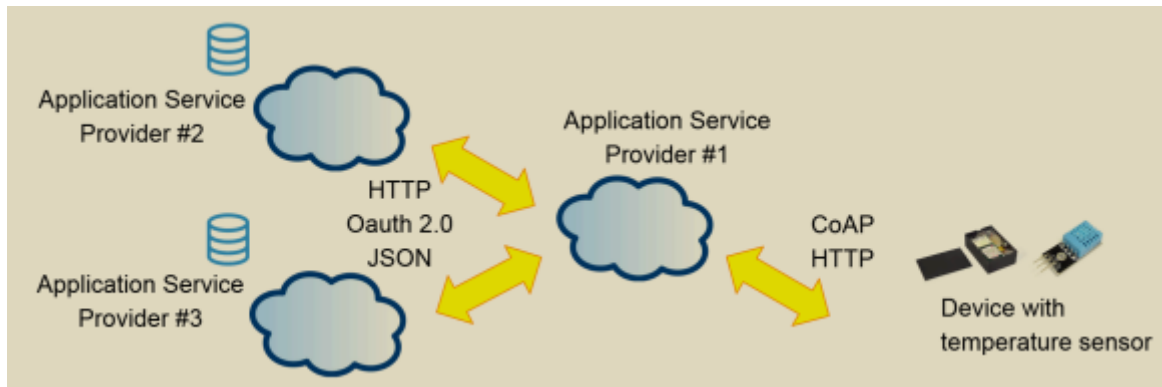 Application Service
Provider #2
Application Service
Provider #1
HTTP
Oauth 2.0
JSON
CoAP
HTTP
Application Service
Provider #3
Device with
temperature sensor